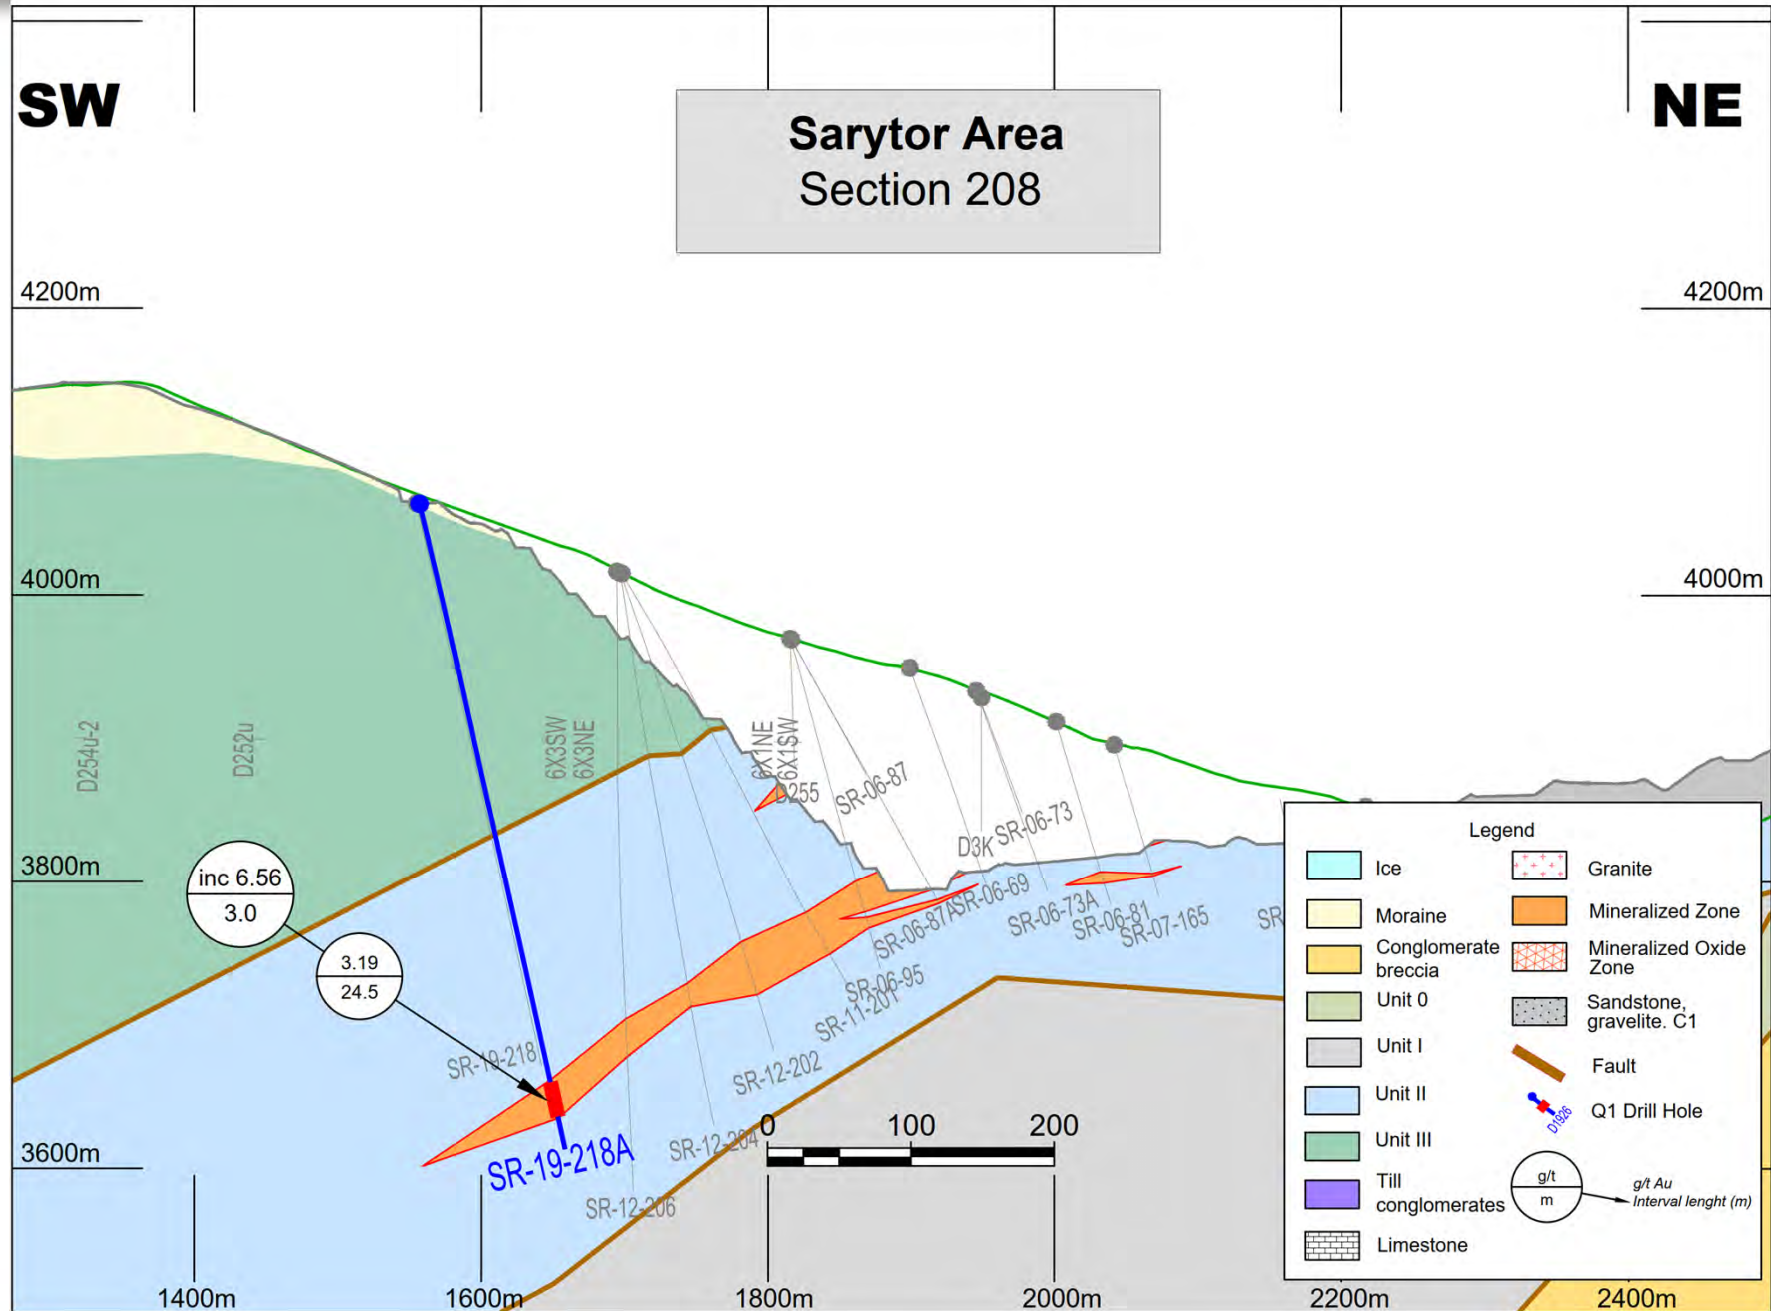 SW
NE
Sarytor Area
Section 208
4200m
4200m
4000m
4000m
3800m
3600m
D254u-2
D252u
6X3SW
6X3NE
6X1NE
6X1SW
D255
SR-06-87
D3K
SR-06-73
SR-06-69
SR-06-87A
SR-06-73A
SR-06-81
SR-07-165
SR
SR-06-95
SR-11-201
SR-12-202
SR-12-204
SR-12-206
SR-19-218
SR-19-218A
inc 6.56
3.0
3.19
24.5
0 100 200
1400m 1600m 1800m 2000m 2200m 2400m
Legend
Ice
Moraine
Conglomerate
breccia
Unit 0
Unit I
Unit II
Unit III
Till
conglomerates
Limestone
Granite
Mineralized Zone
Mineralized Oxide
Zone
Sandstone,
gravelite. C1
Fault
Q1 Drill Hole
D1926
g/t
m
g/t Au
Interval lenght (m)